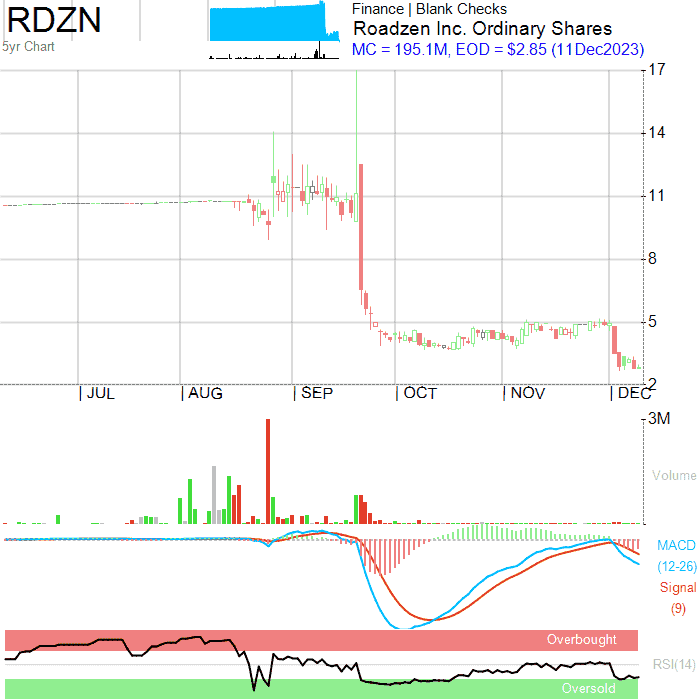 RDZN
Finance | Blank Checks
Roadzen Inc. Ordinary Shares
5yr Chart
MC = 195.1M, EOD = $2.85 (11Dec2023)
17
14
11
8
5
2
| JUL | AUG | SEP | OCT | NOV | DEC
3M
Volume
MACD
(12-26)
Signal
(9)
Overbought
RSI(14)
Oversold